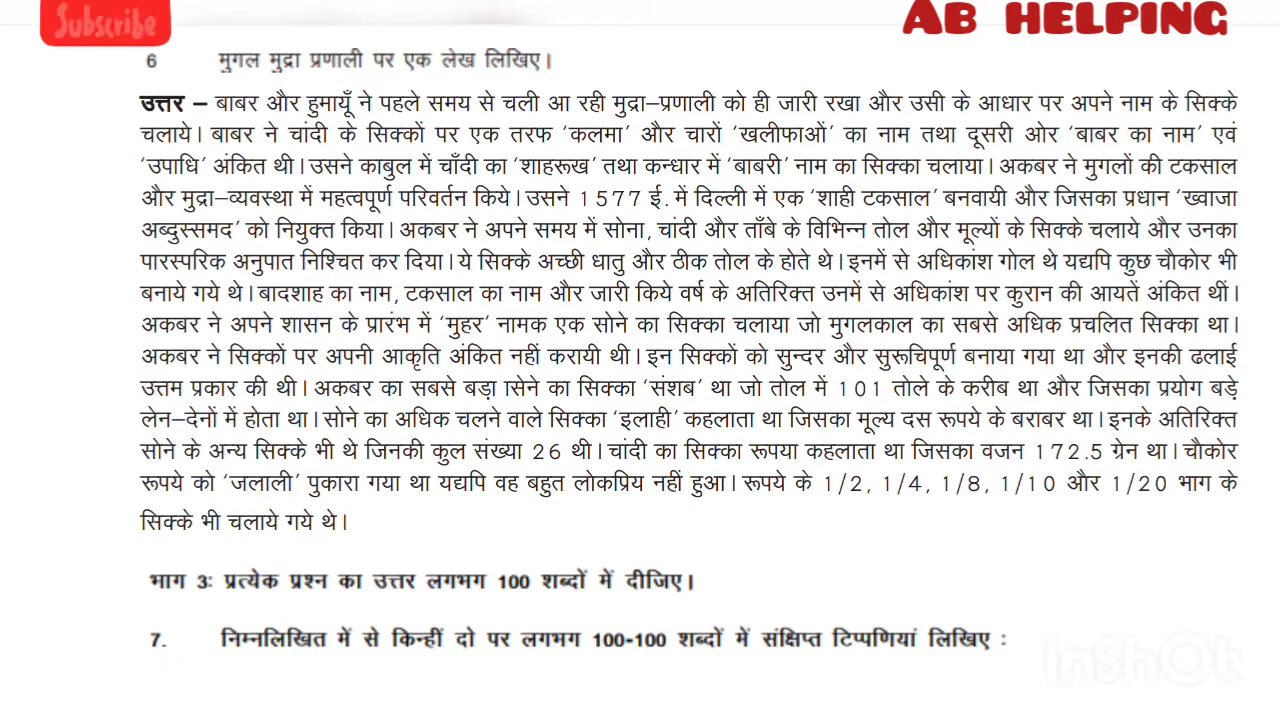 Subscribe
AB HELPING
6 मुगल मुद्रा प्रणाली पर एक लेख लिखिए।
उत्तर – बाबर और हुमायूँ ने पहले समय से चली आ रही मुद्रा–प्रणाली को ही जारी रखा और उसी के आधार पर अपने नाम के सिक्के
चलाये। बाबर ने चांदी के सिक्कों पर एक तरफ 'कलमा' और चारों 'खलीफाओं' का नाम तथा दूसरी ओर 'बाबर का नाम' एवं
'उपाधि' अंकित थी। उसने काबुल में चाँदी का 'शाहरूख' तथा कन्धार में 'बाबरी' नाम का सिक्का चलाया। अकबर ने मुगलों की टकसाल
और मुद्रा–व्यवस्था में महत्वपूर्ण परिवर्तन किये। उसने 1577 ई. में दिल्ली में एक 'शाही टकसाल' बनवायी और जिसका प्रधान 'ख्वाजा
अब्दुस्समद' को नियुक्त किया। अकबर ने अपने समय में सोना, चांदी और ताँबे के विभिन्न तोल और मूल्यों के सिक्के चलाये और उनका
पारस्परिक अनुपात निश्चित कर दिया। ये सिक्के अच्छी धातु और ठीक तोल के होते थे। इनमें से अधिकांश गोल थे यद्यपि कुछ चौकोर भी
बनाये गये थे। बादशाह का नाम, टकसाल का नाम और जारी किये वर्ष के अतिरिक्त उनमें से अधिकांश पर कुरान की आयतें अंकित थीं।
अकबर ने अपने शासन के प्रारंभ में 'मुहर' नामक एक सोने का सिक्का चलाया जो मुगलकाल का सबसे अधिक प्रचलित सिक्का था।
अकबर ने सिक्कों पर अपनी आकृति अंकित नहीं करायी थी। इन सिक्कों को सुन्दर और सुरूचिपूर्ण बनाया गया था और इनकी ढलाई
उत्तम प्रकार की थी। अकबर का सबसे बड़ा ।सेने का सिक्का 'संशब' था जो तोल में 101 तोले के करीब था और जिसका प्रयोग बड़े
लेन–देनों में होता था। सोने का अधिक चलने वाले सिक्का 'इलाही' कहलाता था जिसका मूल्य दस रूपये के बराबर था। इनके अतिरिक्त
सोने के अन्य सिक्के भी थे जिनकी कुल संख्या 26 थी। चांदी का सिक्का रूपया कहलाता था जिसका वजन 172.5 ग्रेन था। चौकोर
रूपये को 'जलाली' पुकारा गया था यद्यपि वह बहुत लोकप्रिय नहीं हुआ। रूपये के 1/2, 1/4, 1/8, 1/10 और 1/20 भाग के
सिक्के भी चलाये गये थे।
भाग 3: प्रत्येक प्रश्न का उत्तर लगभग 100 शब्दों में दीजिए।
7. निम्नलिखित में से किन्हीं दो पर लगभग 100-100 शब्दों में संक्षिप्त टिप्पणियां लिखिए :
InShOt